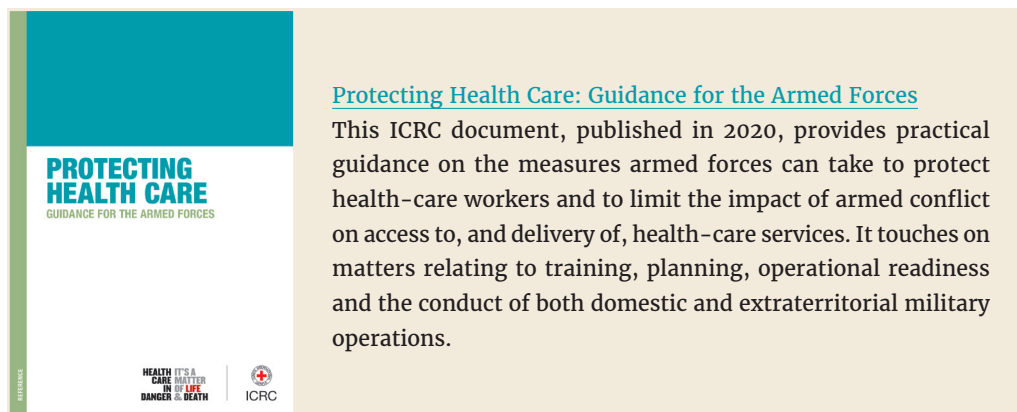 PROTECTING
HEALTH CARE
GUIDANCE FOR THE ARMED FORCES
REFERENCE
HEALTH IT'S A
CARE MATTER
IN OF LIFE
DANGER & DEATH
ICRC
Protecting Health Care: Guidance for the Armed Forces
This ICRC document, published in 2020, provides practical
guidance on the measures armed forces can take to protect
health-care workers and to limit the impact of armed conflict
on access to, and delivery of, health-care services. It touches on
matters relating to training, planning, operational readiness
and the conduct of both domestic and extraterritorial military
operations.